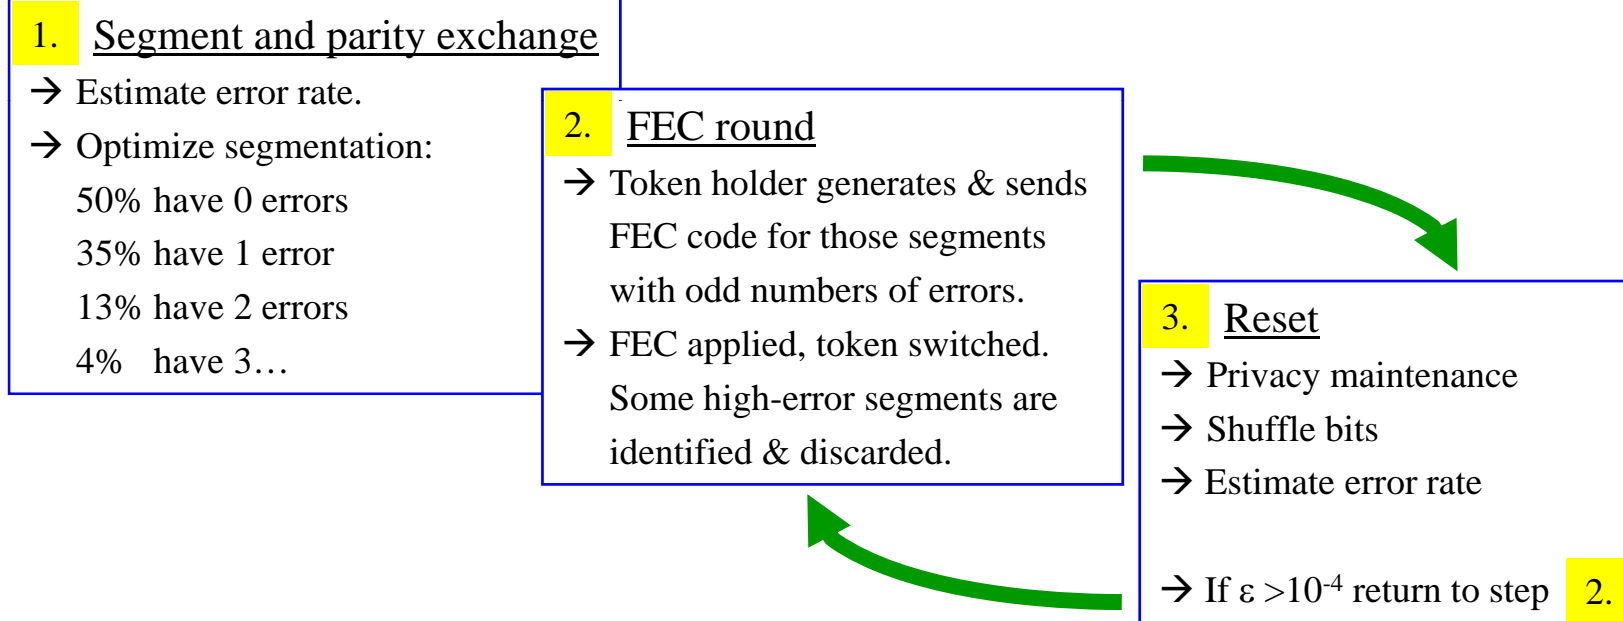 1. Segment and parity exchange
→ Estimate error rate.
→ Optimize segmentation:
50% have 0 errors
35% have 1 error
13% have 2 errors
4% have 3…
2. FEC round
→ Token holder generates & sends
FEC code for those segments
with odd numbers of errors.
→ FEC applied, token switched.
Some high-error segments are
identified & discarded.
3. Reset
→ Privacy maintenance
→ Shuffle bits
→ Estimate error rate
→ If ε >10⁻⁴ return to step 2.